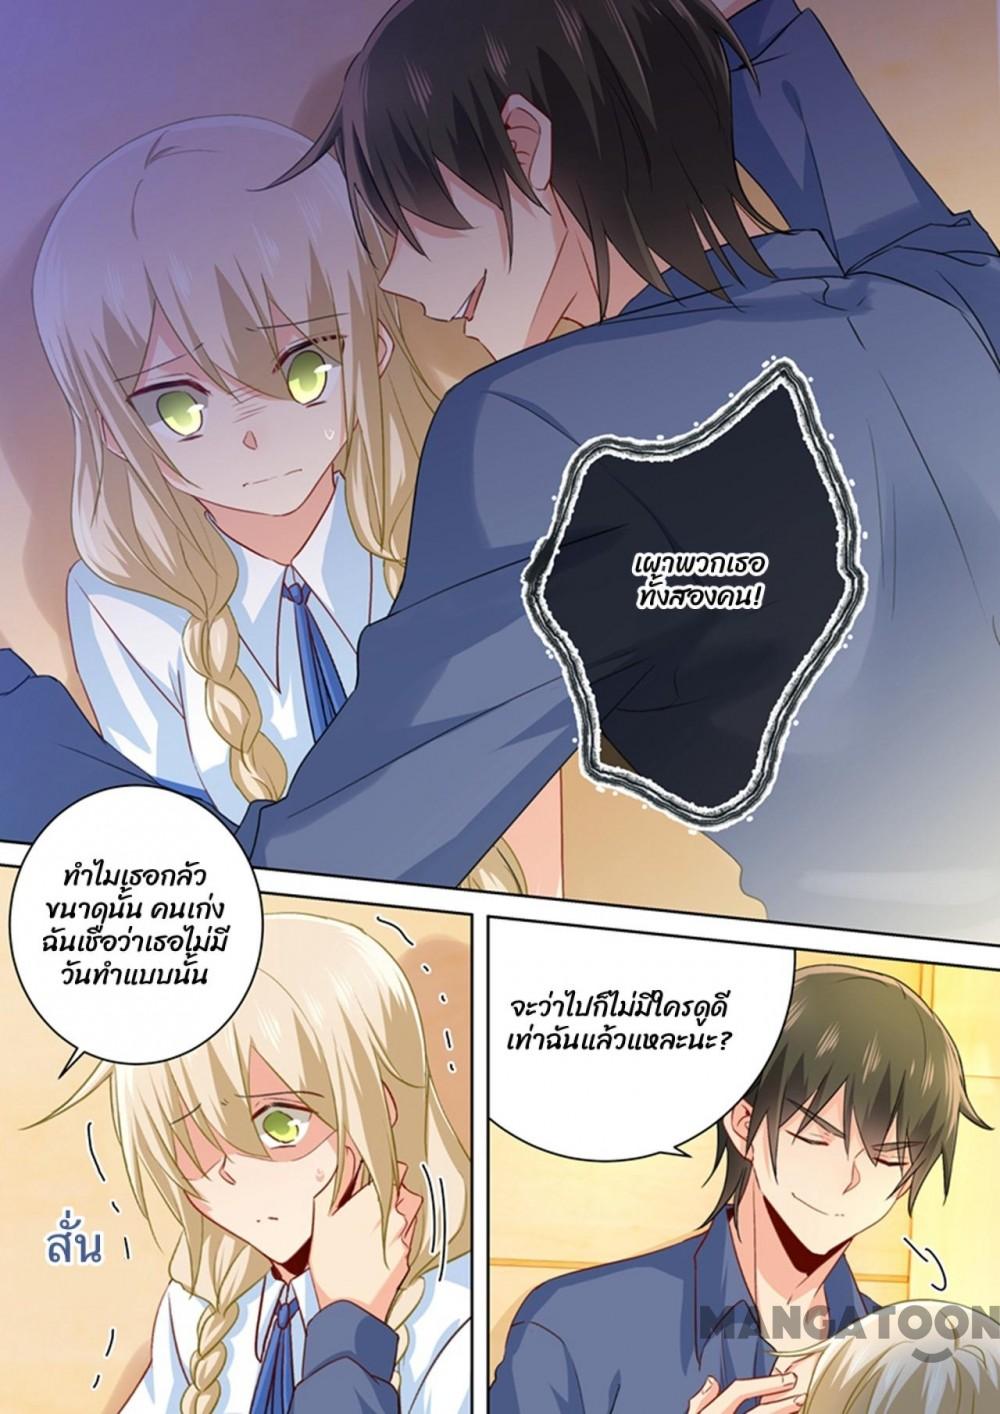 เผาพวกเธอ
ทั้งสองคน!
ทำไมเธอกลัว
ขนาดนั้น คนเก่ง
ฉันเชื่อว่าเธอไม่มี
วันทำแบบนั้น
จะว่าไปก็ไม่มีใครดูดี
เท่าฉันแล้วแหละนะ?
สั่น
MANGATOON